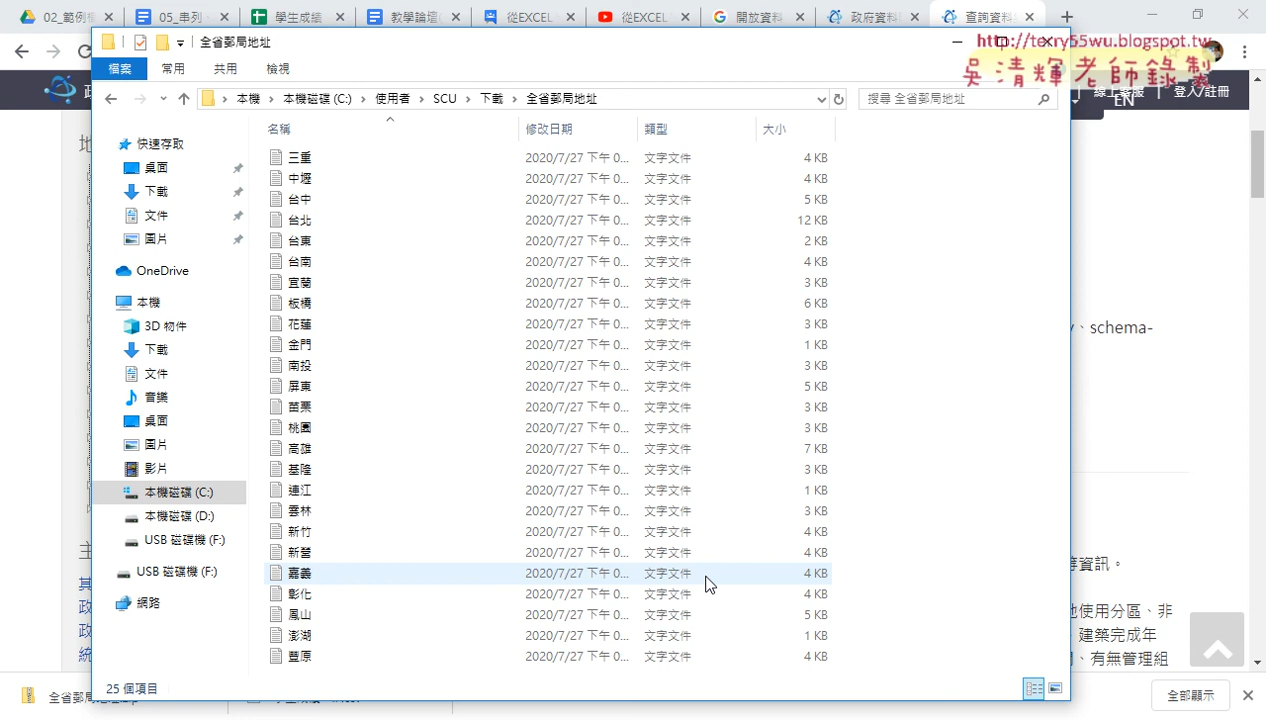 02_範例檔
05_串列、
學生成績
教學論壇
從EXCEL
從EXCEL
開放資料
政府資料
查詢資料
http://terry55wu.blogspot.tw
吳清輝老師錄製
全省郵局地址
檔案 常用 共用 檢視
本機 本機磁碟 (C:) 使用者 SCU 下載 全省郵局地址
搜尋 全省郵局地址
線上客服 登入/註冊
EN
名稱 修改日期 類型 大小
三重 2020/7/27 下午 0... 文字文件 4 KB
中壢 2020/7/27 下午 0... 文字文件 4 KB
台中 2020/7/27 下午 0... 文字文件 5 KB
台北 2020/7/27 下午 0... 文字文件 12 KB
台東 2020/7/27 下午 0... 文字文件 2 KB
台南 2020/7/27 下午 0... 文字文件 4 KB
宜蘭 2020/7/27 下午 0... 文字文件 3 KB
板橋 2020/7/27 下午 0... 文字文件 6 KB
花蓮 2020/7/27 下午 0... 文字文件 3 KB
金門 2020/7/27 下午 0... 文字文件 1 KB
南投 2020/7/27 下午 0... 文字文件 3 KB
屏東 2020/7/27 下午 0... 文字文件 5 KB
苗栗 2020/7/27 下午 0... 文字文件 3 KB
桃園 2020/7/27 下午 0... 文字文件 3 KB
高雄 2020/7/27 下午 0... 文字文件 7 KB
基隆 2020/7/27 下午 0... 文字文件 3 KB
連江 2020/7/27 下午 0... 文字文件 1 KB
雲林 2020/7/27 下午 0... 文字文件 3 KB
新竹 2020/7/27 下午 0... 文字文件 4 KB
新營 2020/7/27 下午 0... 文字文件 4 KB
嘉義 2020/7/27 下午 0... 文字文件 4 KB
彰化 2020/7/27 下午 0... 文字文件 4 KB
鳳山 2020/7/27 下午 0... 文字文件 5 KB
澎湖 2020/7/27 下午 0... 文字文件 1 KB
豐原 2020/7/27 下午 0... 文字文件 4 KB
快速存取
桌面
下載
文件
圖片
OneDrive
本機
3D 物件
下載
文件
音樂
桌面
圖片
影片
本機磁碟 (C:)
本機磁碟 (D:)
USB 磁碟機 (F:)
USB 磁碟機 (F:)
網路
25 個項目
、schema-
等資訊。
地使用分區、非
建築完成年
、有無管理組
全部顯示